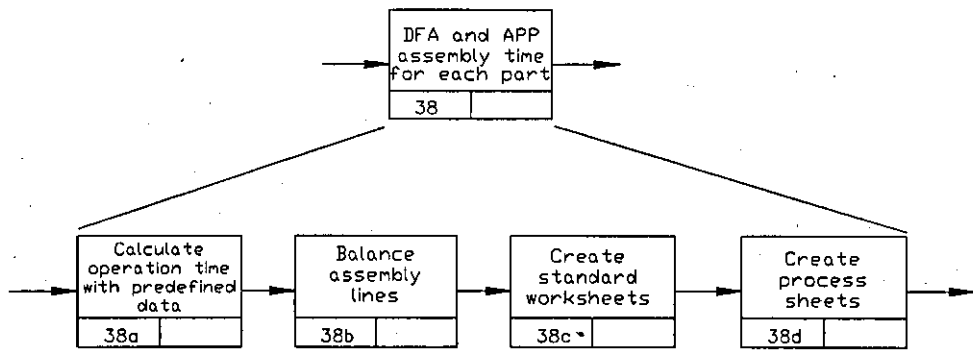 DFA and APP
assembly time
for each part
38
Calculate
operation time
with predefined
data
38a
Balance
assembly
lines
38b
Create
standard
worksheets
38c
Create
process
sheets
38d